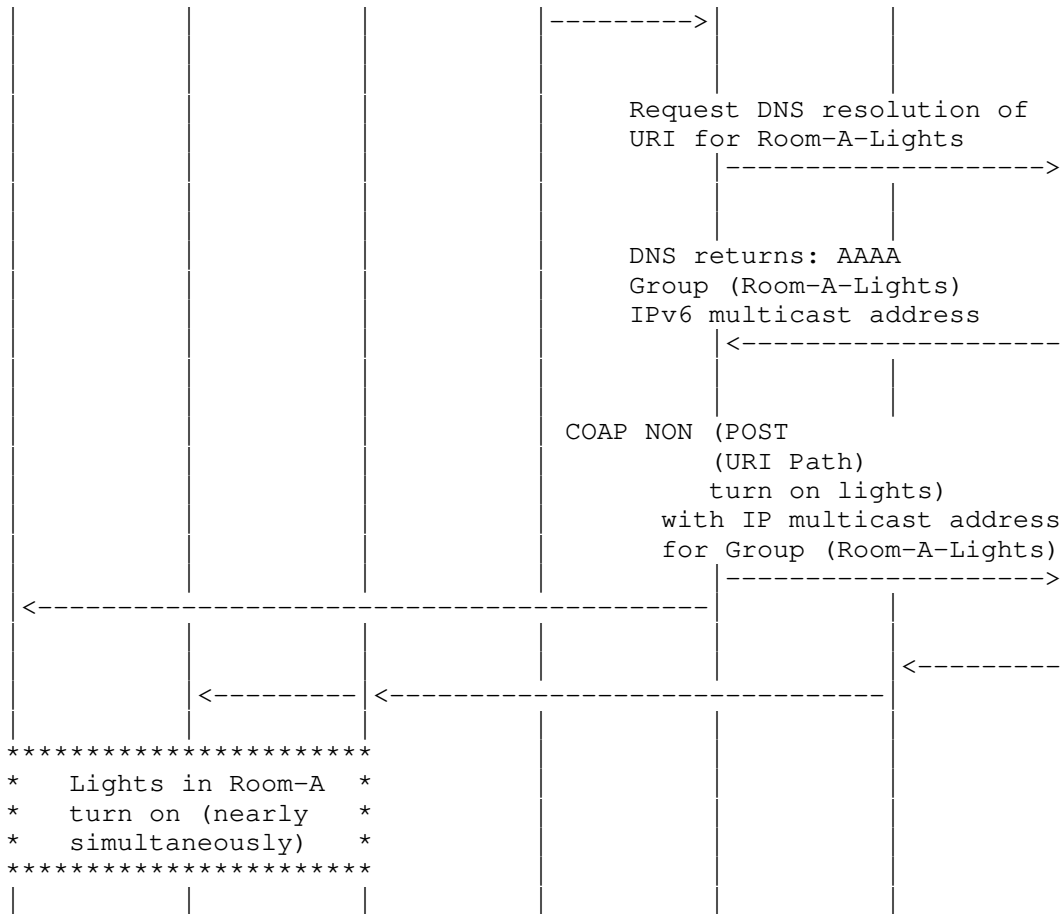 Request DNS resolution of
URI for Room-A-Lights
DNS returns: AAAA
Group (Room-A-Lights)
IPv6 multicast address
COAP NON (POST
(URI Path)
turn on lights)
with IP multicast address
for Group (Room-A-Lights)
Lights in Room-A
turn on (nearly
simultaneously)